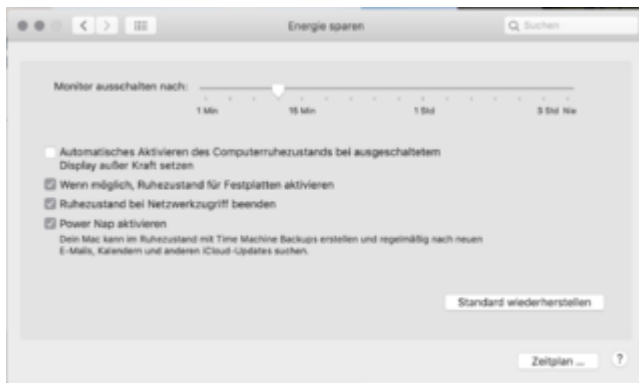 Energie sparen
Suchen
Monitor ausschalten nach:
1 Min 15 Min 1 Std 3 Std Nie
Automatisches Aktivieren des Computerruhezustands bei ausgeschaltetem
Display außer Kraft setzen
Wenn möglich, Ruhezustand für Festplatten aktivieren
Ruhezustand bei Netzwerkzugriff beenden
Power Nap aktivieren
Dein Mac kann im Ruhezustand mit Time Machine Backups erstellen und regelmäßig nach neuen
E-Mails, Kalendern und anderen iCloud-Updates suchen.
Standard wiederherstellen
Zeitplan ...
?